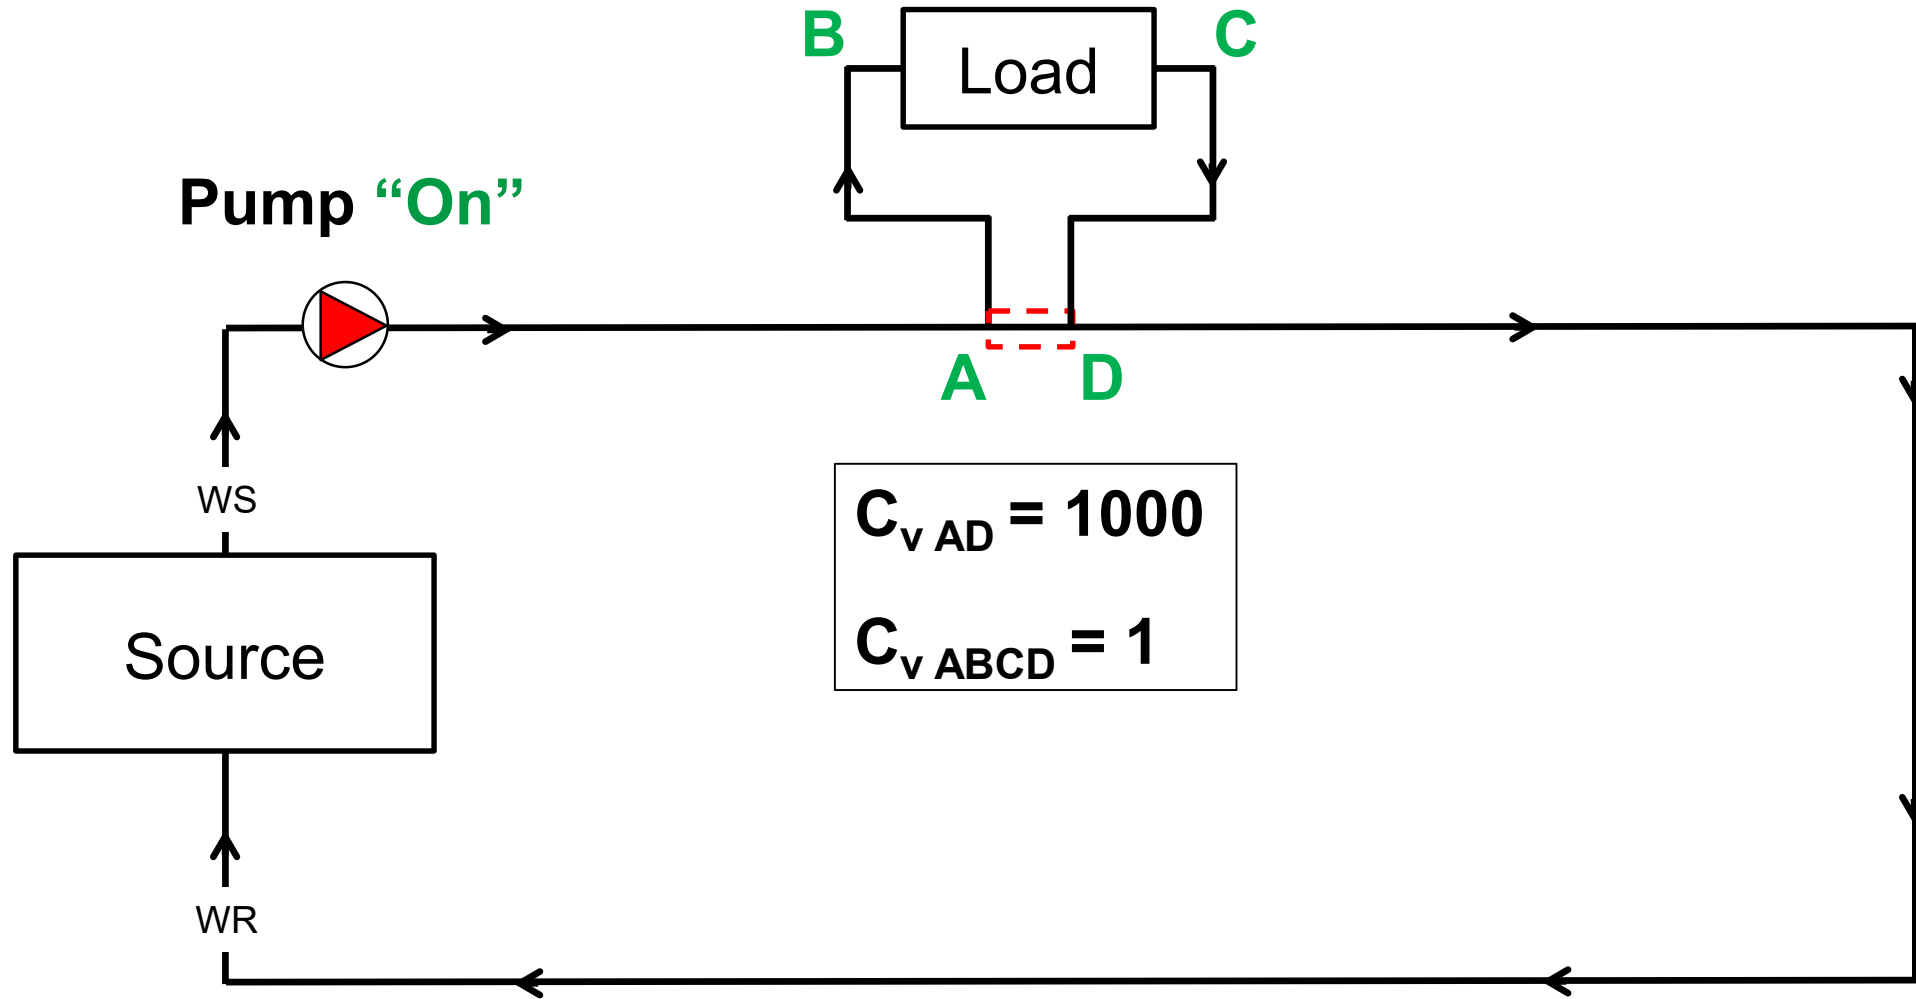 B
Load
C
Pump “On”
A
D
WS
Cv AD = 1000
Cv ABCD = 1
Source
WR